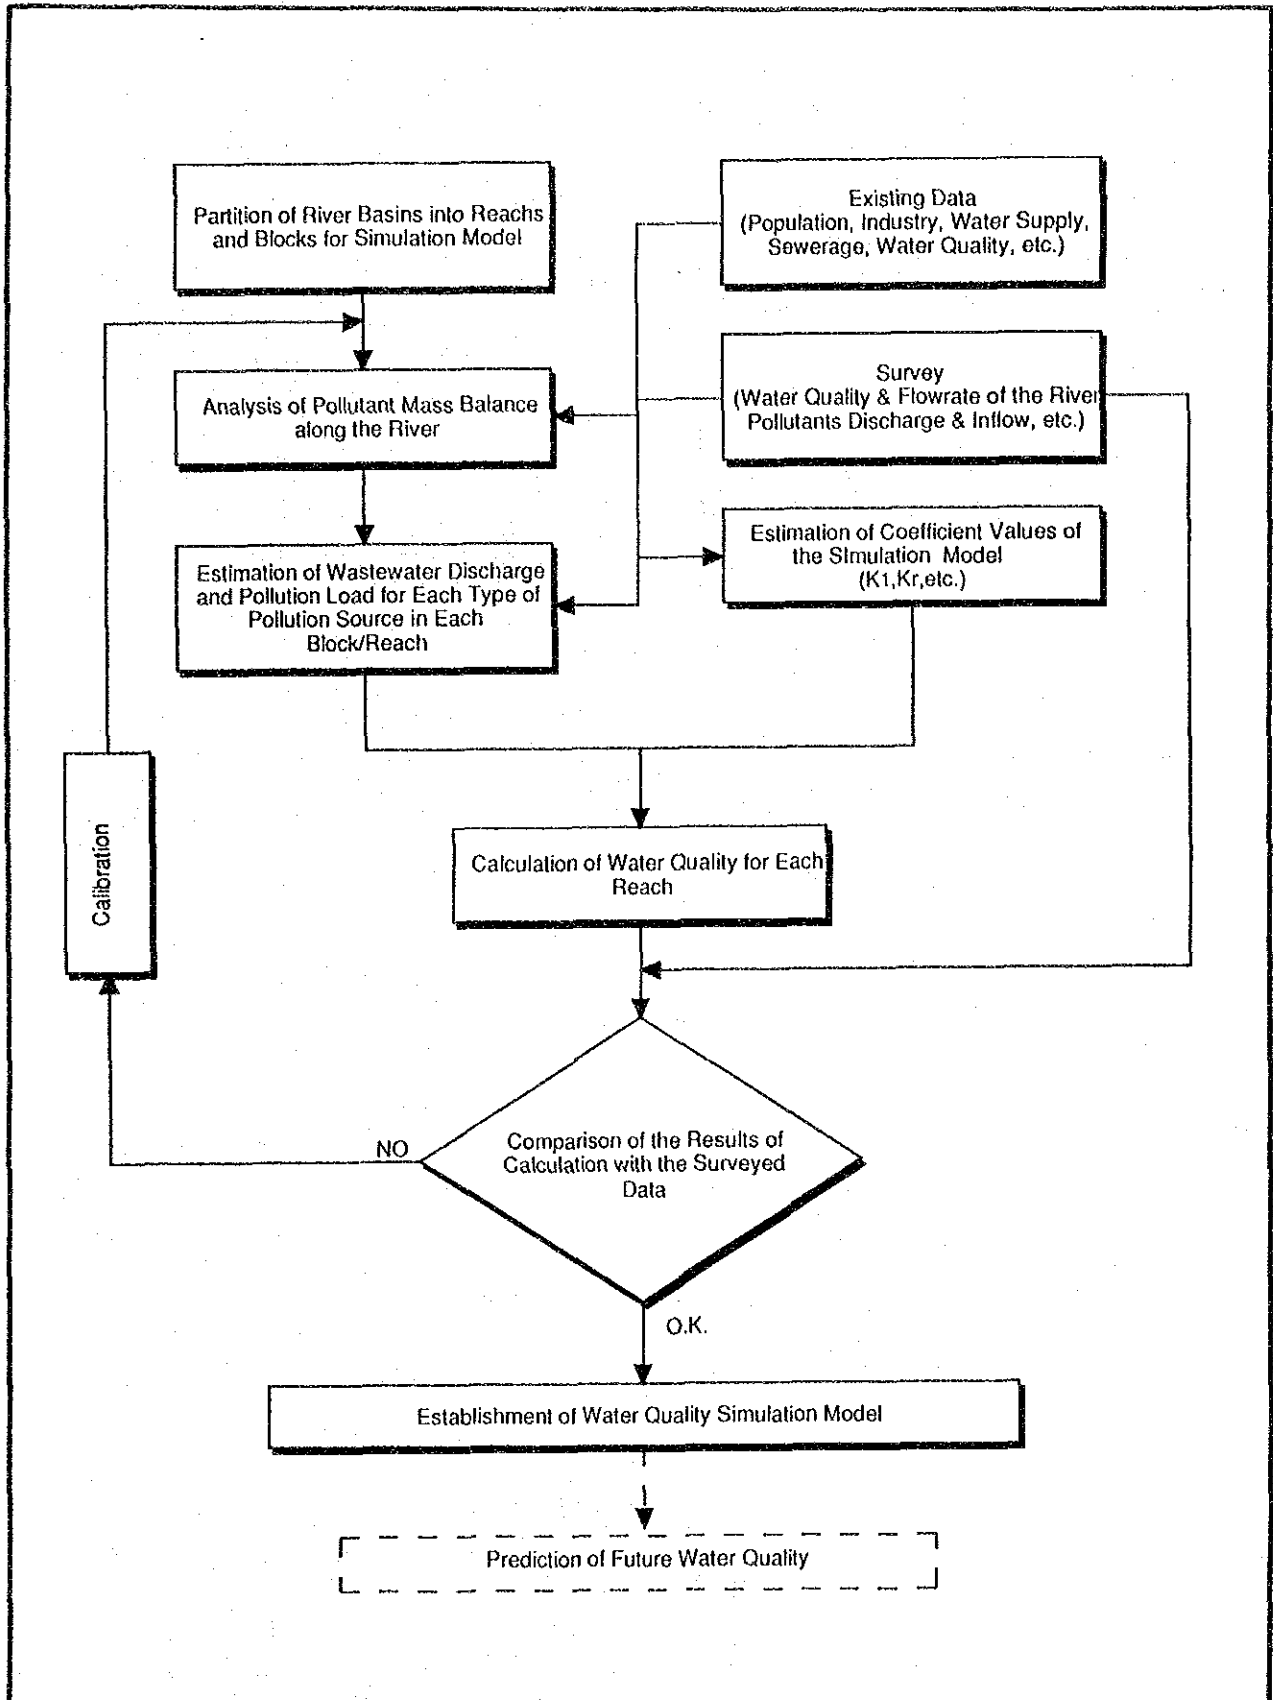 Partition of River Basins into Reachs
and Blocks for Simulation Model
Existing Data
(Population, Industry, Water Supply,
Sewerage, Water Quality, etc.)
Analysis of Pollutant Mass Balance
along the River
Survey
(Water Quality & Flowrate of the River
Pollutants Discharge & Inflow, etc.)
Estimation of Wastewater Discharge
and Pollution Load for Each Type of
Pollution Source in Each
Block/Reach
Estimation of Coefficient Values of
the SImulation Model
(K1,Kr,etc.)
Calibration
Calculation of Water Quality for Each
Reach
NO
Comparison of the Results of
Calculation with the Surveyed
Data
O.K.
Establishment of Water Quality Simulation Model
Prediction of Future Water Quality